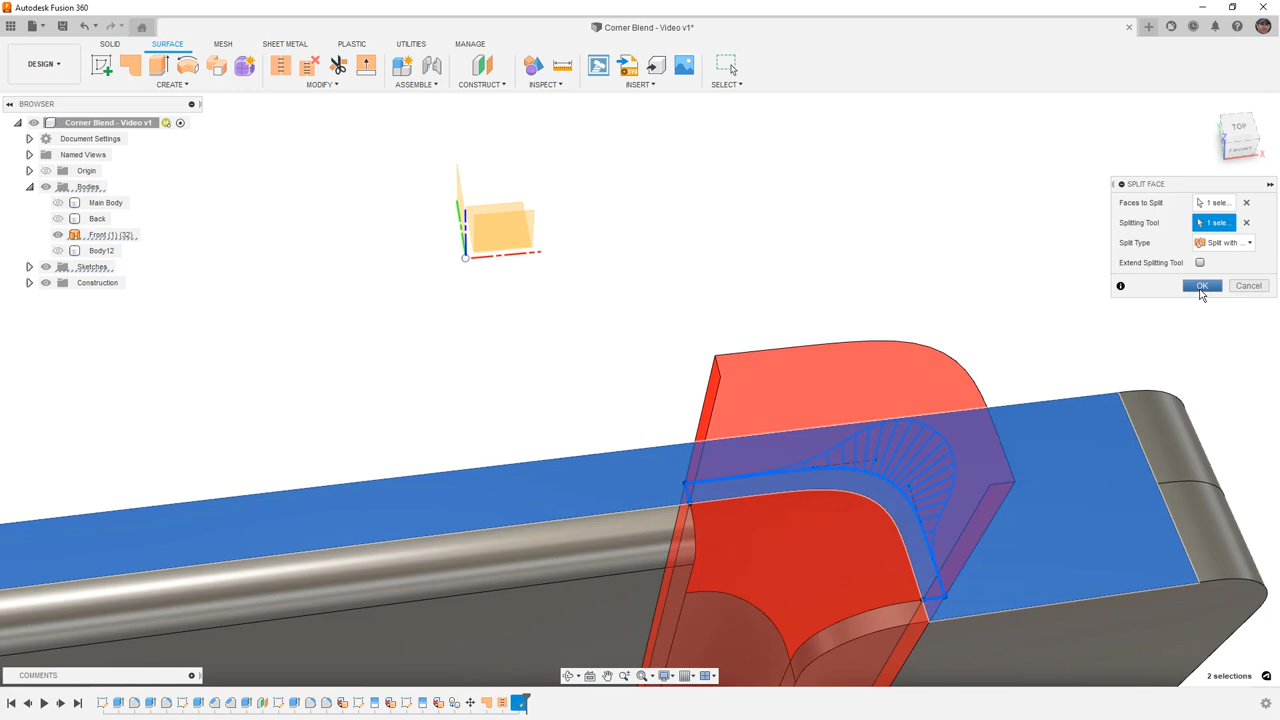 Autodesk Fusion 360
Corner Blend - Video v1*
DESIGN
SOLID
SURFACE
MESH
SHEET METAL
PLASTIC
UTILITIES
MANAGE
CREATE
MODIFY
ASSEMBLE
CONSTRUCT
INSPECT
INSERT
SELECT
BROWSER
Corner Blend - Video v1
Document Settings
Named Views
Origin
Bodies
Main Body
Back
Front (1) (32)
Body12
Sketches
Construction
TOP
FRONT
Z
X
SPLIT FACE
Faces to Split 1 sele...
Splitting Tool 1 sele...
Split Type Split with ...
Extend Splitting Tool
OK Cancel
COMMENTS
2 selections